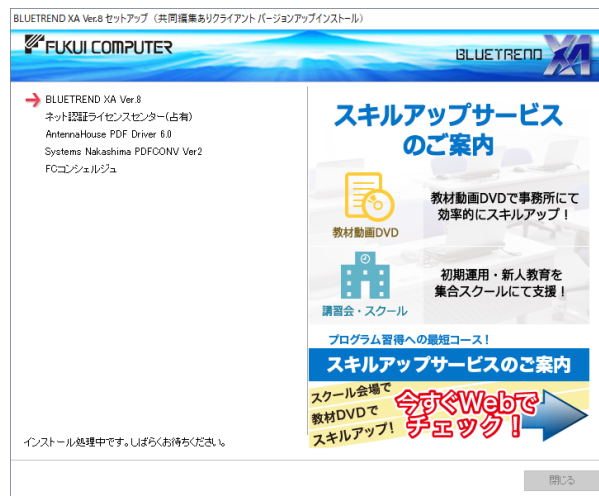 BLUETREND XA Ver.8 セットアップ（共同編集ありクライアント バージョンアップインストール）
FUKUI COMPUTER
BLUETREND XA
BLUETREND XA Ver.8
ネット認証ライセンスセンター(占有)
AntennaHouse PDF Driver 6.0
Systems Nakashima PDFCONV Ver2
FCコンシェルジュ
インストール処理中です。しばらくお待ちください。
スキルアップサービス
のご案内
教材動画DVD
教材動画DVDで事務所にて
効率的にスキルアップ！
講習会・スクール
初期運用・新人教育を
集合スクールにて支援！
プログラム習得への最短コース！
スキルアップサービスのご案内
スクール会場で
教材DVDで
スキルアップ!
今すぐWebで
チェック！
閉じる